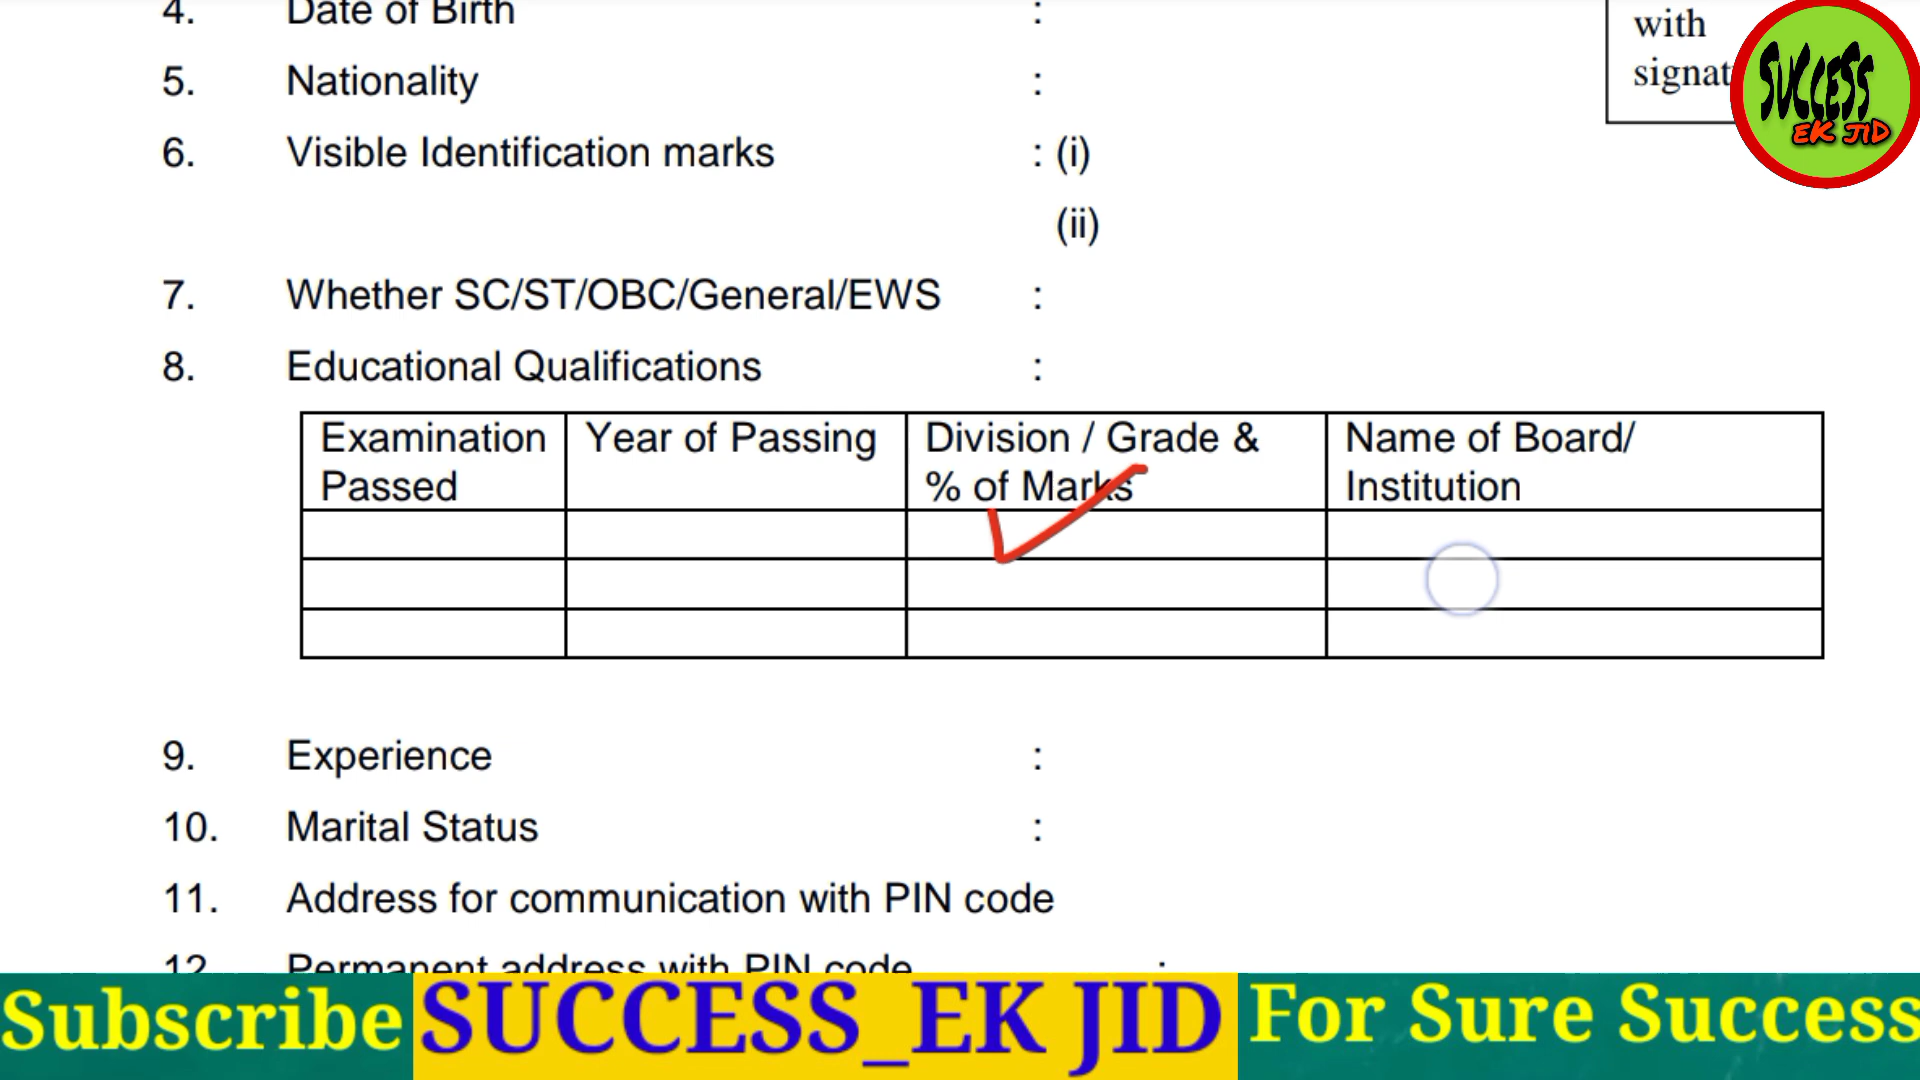 4. Date of Birth :
with
signat
SUCCESS
EK JID
5. Nationality :
6. Visible Identification marks : (i)
(ii)
7. Whether SC/ST/OBC/General/EWS :
8. Educational Qualifications :
Examination Passed
Year of Passing
Division / Grade &
% of Marks
Name of Board/
Institution
9. Experience :
10. Marital Status :
11. Address for communication with PIN code
12. Permanent address with PIN code :
Subscribe SUCCESS_EK JID For Sure Success